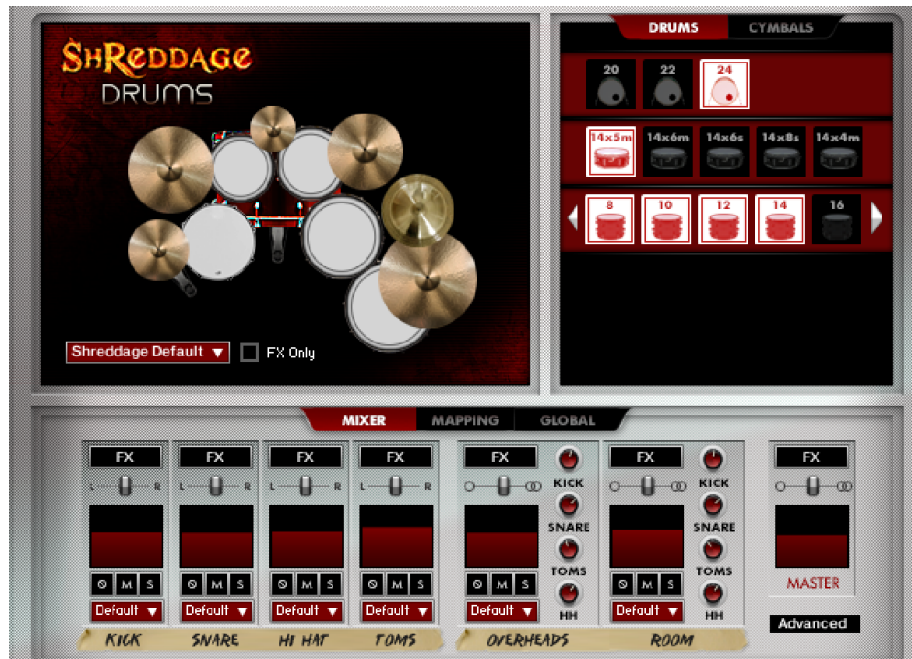 SHREDDAGE
DRUMS
Shreddage Default
FX Only
DRUMS CYMBALS
20 22 24
14x5m 14x6m 14x6s 14x8s 14x4m
8 10 12 14 16
MIXER MAPPING GLOBAL
FX FX FX FX FX FX FX
L R L R L R L R
KICK KICK
SNARE SNARE
TOMS TOMS
HH HH
M S M S M S M S M S M S
MASTER
Default Default Default Default Default Default
Advanced
KICK SNARE HI HAT TOMS OVERHEADS ROOM